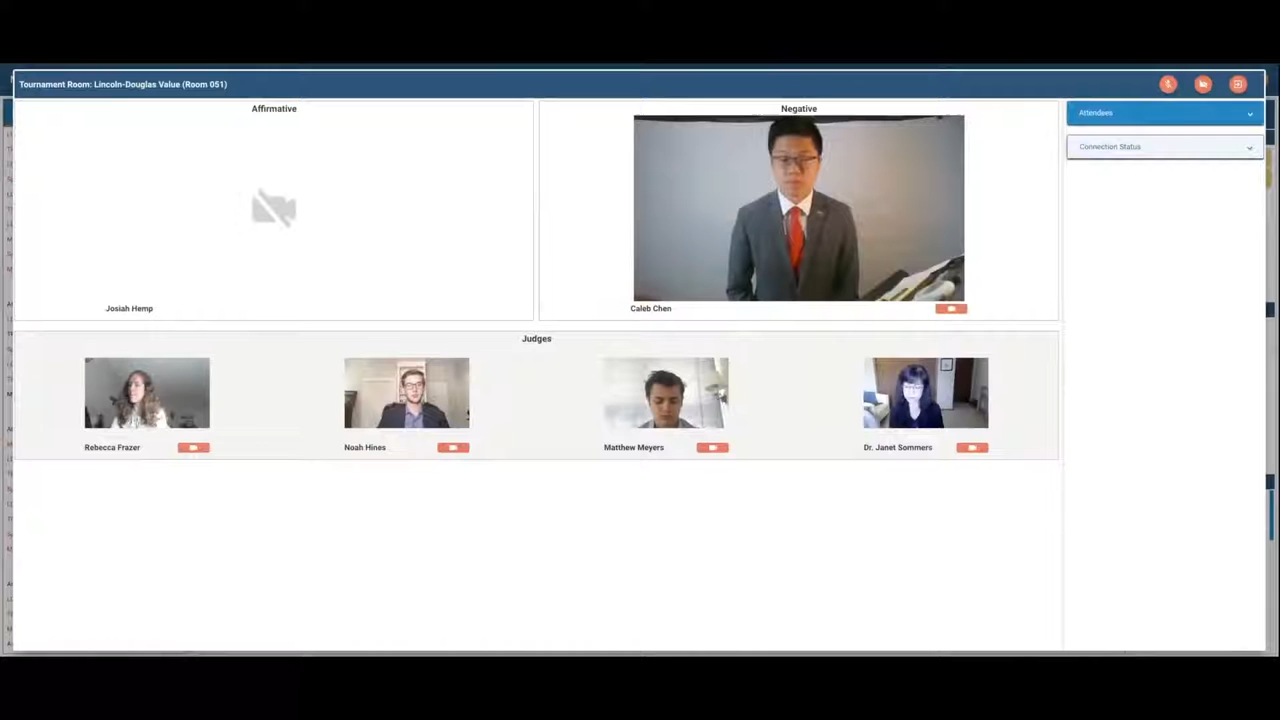 Tournament Room: Lincoln-Douglas Value (Room 051)
Affirmative
Negative
Attendees
Connection Status
Josiah Hemp
Caleb Chen
Judges
Rebecca Frazer
Noah Hines
Matthew Meyers
Dr. Janet Sommers